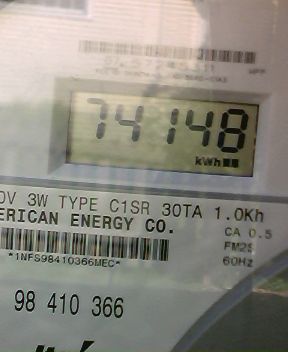 74148
kWh
0V 3W TYPE C1SR 30TA 1.0Kh
ERICAN ENERGY CO.
CA 0.5
FM2S
60Hz
*1NFS98410366MEC*
98 410 366